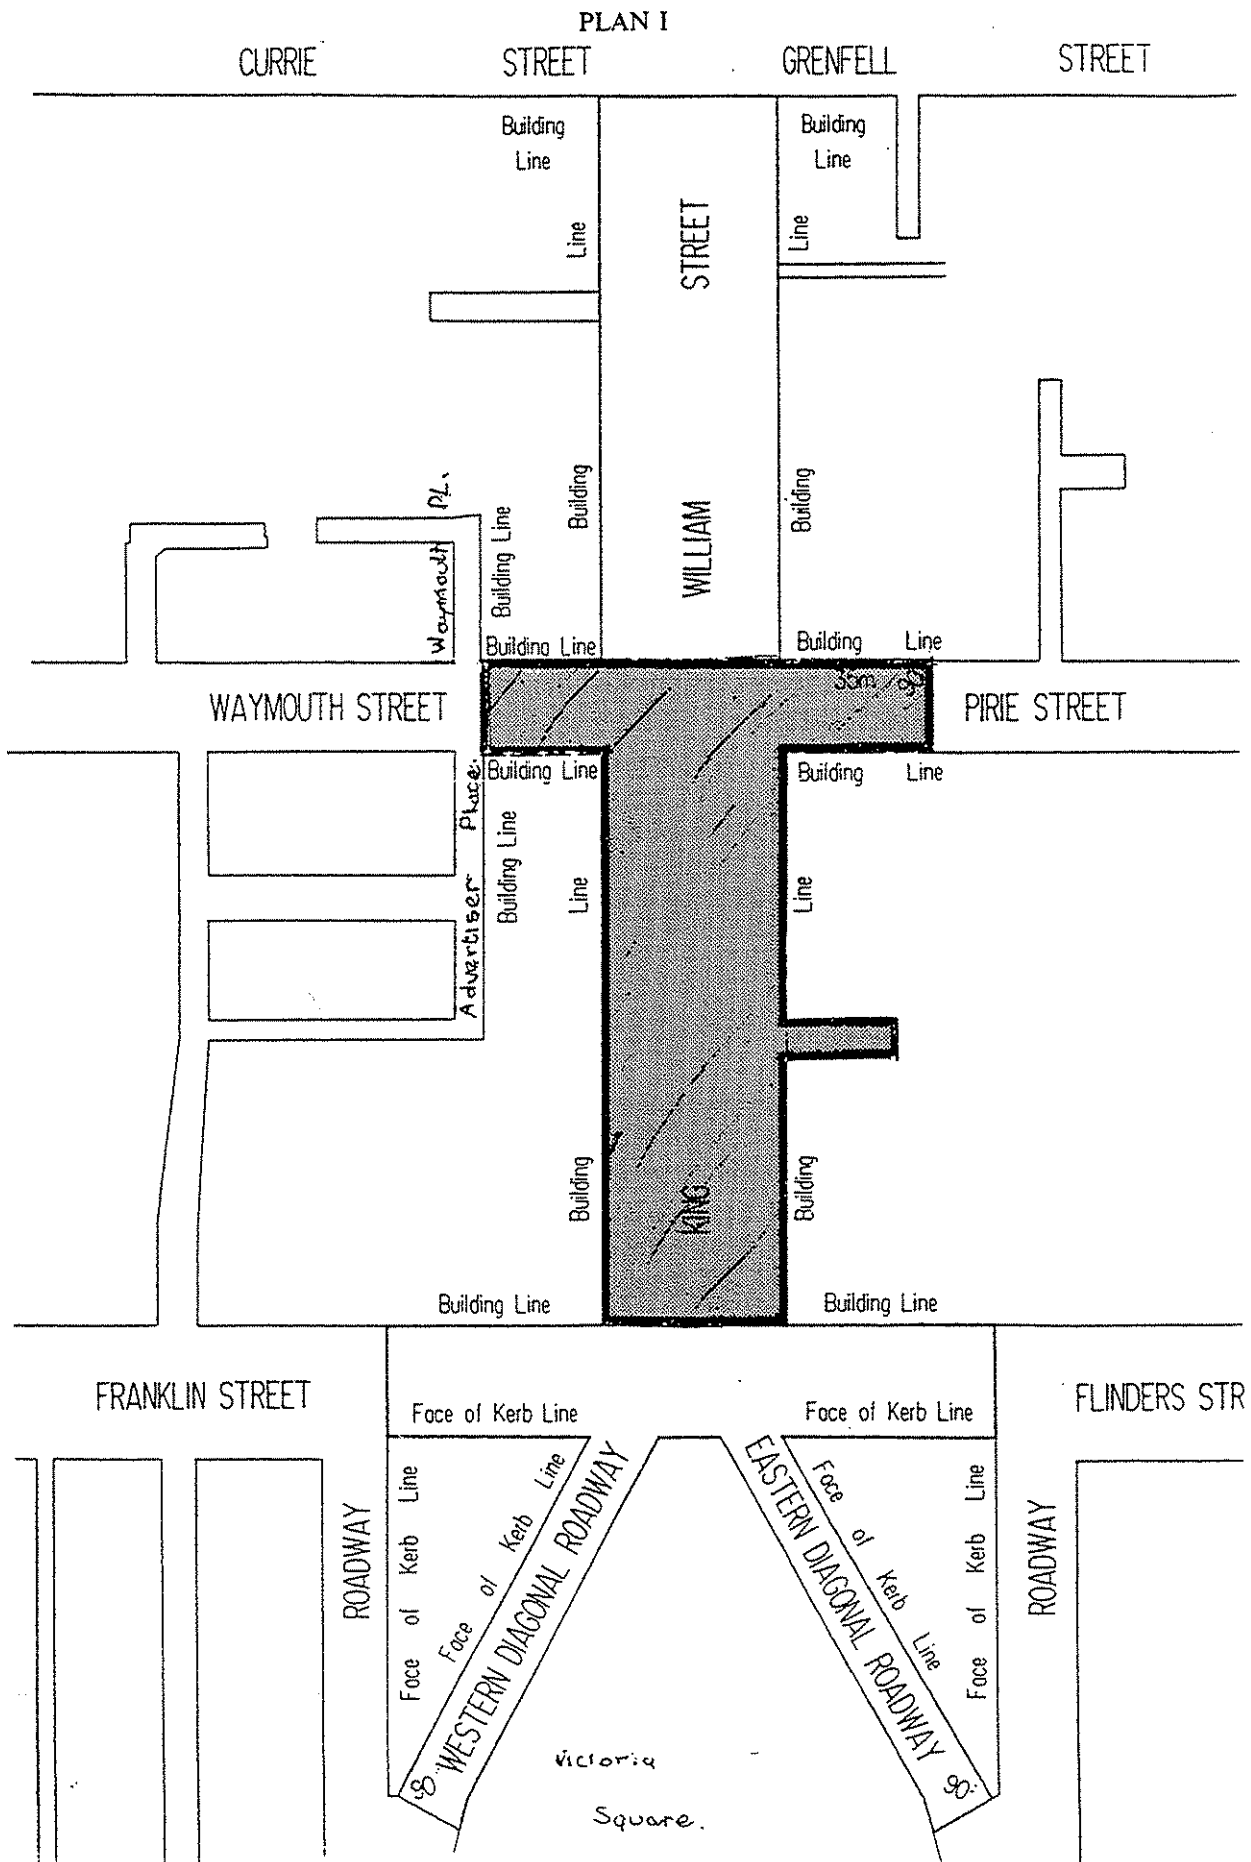 PLAN I
CURRIE STREET GRENFELL STREET
Building Line
Building Line
Line
STREET
Line
Building
WILLIAM
Building
Waymouth PL.
Building Line
Building Line
Building Line
WAYMOUTH STREET
35m
90
PIRIE STREET
Building Line
Building Line
Advertiser Place.
Building Line
Line
Line
Building
KING
Building
Building Line
Building Line
FRANKLIN STREET
Face of Kerb Line
Face of Kerb Line
FLINDERS STR
ROADWAY
Face of Kerb Line
Face of Kerb Line
WESTERN DIAGONAL ROADWAY
90
EASTERN DIAGONAL ROADWAY
90
Face of Kerb Line
Face of Kerb Line
ROADWAY
Victoria
Square.